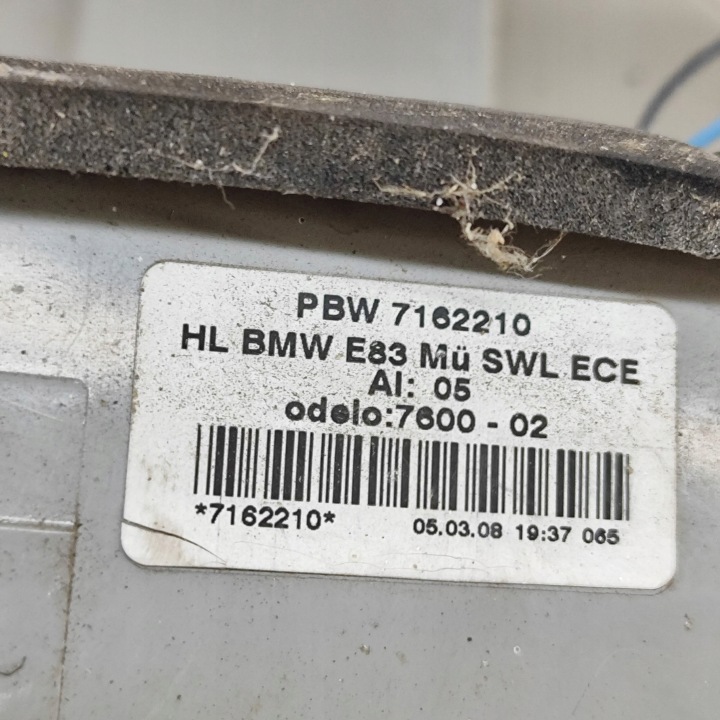 PBW 7162210
HL BMW E83 Mü SWL ECE
AI: 05
odelo:7600 - 02
*7162210* 05.03.08 19:37 065